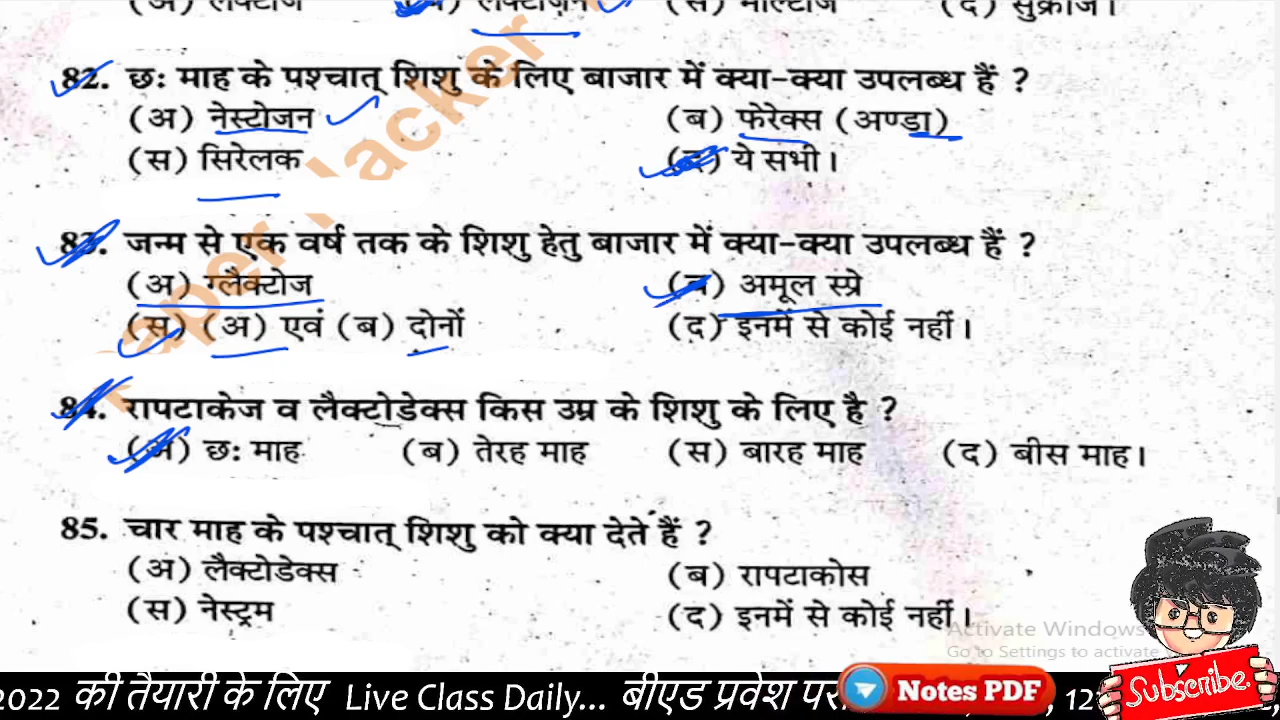 (अ) लैक्टोज (ब) लैक्टोज़न (स) माल्टोज (द) सुक्रोज।
82. छः माह के पश्चात् शिशु के लिए बाजार में क्या-क्या उपलब्ध हैं ?
(अ) नेस्टोजन (ब) फेरेक्स (अण्डा)
(स) सिरेलक (द) ये सभी।
83. जन्म से एक वर्ष तक के शिशु हेतु बाजार में क्या-क्या उपलब्ध हैं ?
(अ) ग्लैक्टोज (ब) अमूल स्प्रे
(स) (अ) एवं (ब) दोनों (द) इनमें से कोई नहीं।
84. रापटाकेज व लैक्टोडेक्स किस उम्र के शिशु के लिए है ?
(अ) छः माह (ब) तेरह माह (स) बारह माह (द) बीस माह।
85. चार माह के पश्चात् शिशु को क्या देते हैं ?
(अ) लैक्टोडेक्स (ब) रापटाकोस
(स) नेस्ट्रम (द) इनमें से कोई नहीं।
Paper Hacker
Activate Windows
Go to Settings to activate
2022 की तैयारी के लिए Live Class Daily... बीएड प्रवेश
Notes PDF
Subscribe.